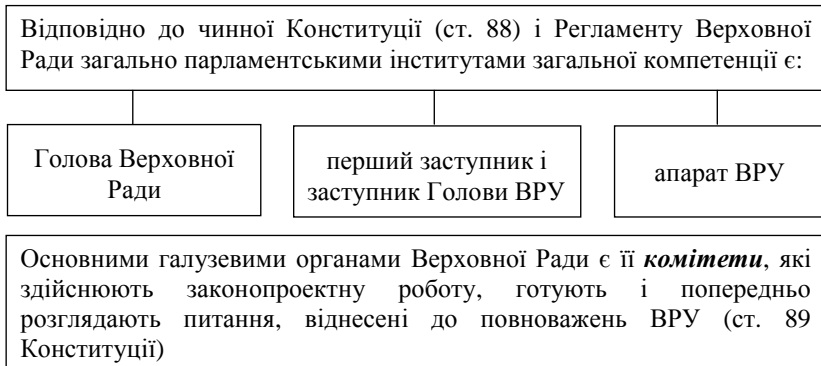 Відповідно до чинної Конституції (ст. 88) і Регламенту Верховної
Ради загально парламентськими інститутами загальної компетенції є:
Голова Верховної
Ради
перший заступник і
заступник Голови ВРУ
апарат ВРУ
Основними галузевими органами Верховної Ради є її комітети, які
здійснюють законопроектну роботу, готують і попередньо
розглядають питання, віднесені до повноважень ВРУ (ст. 89
Конституції)